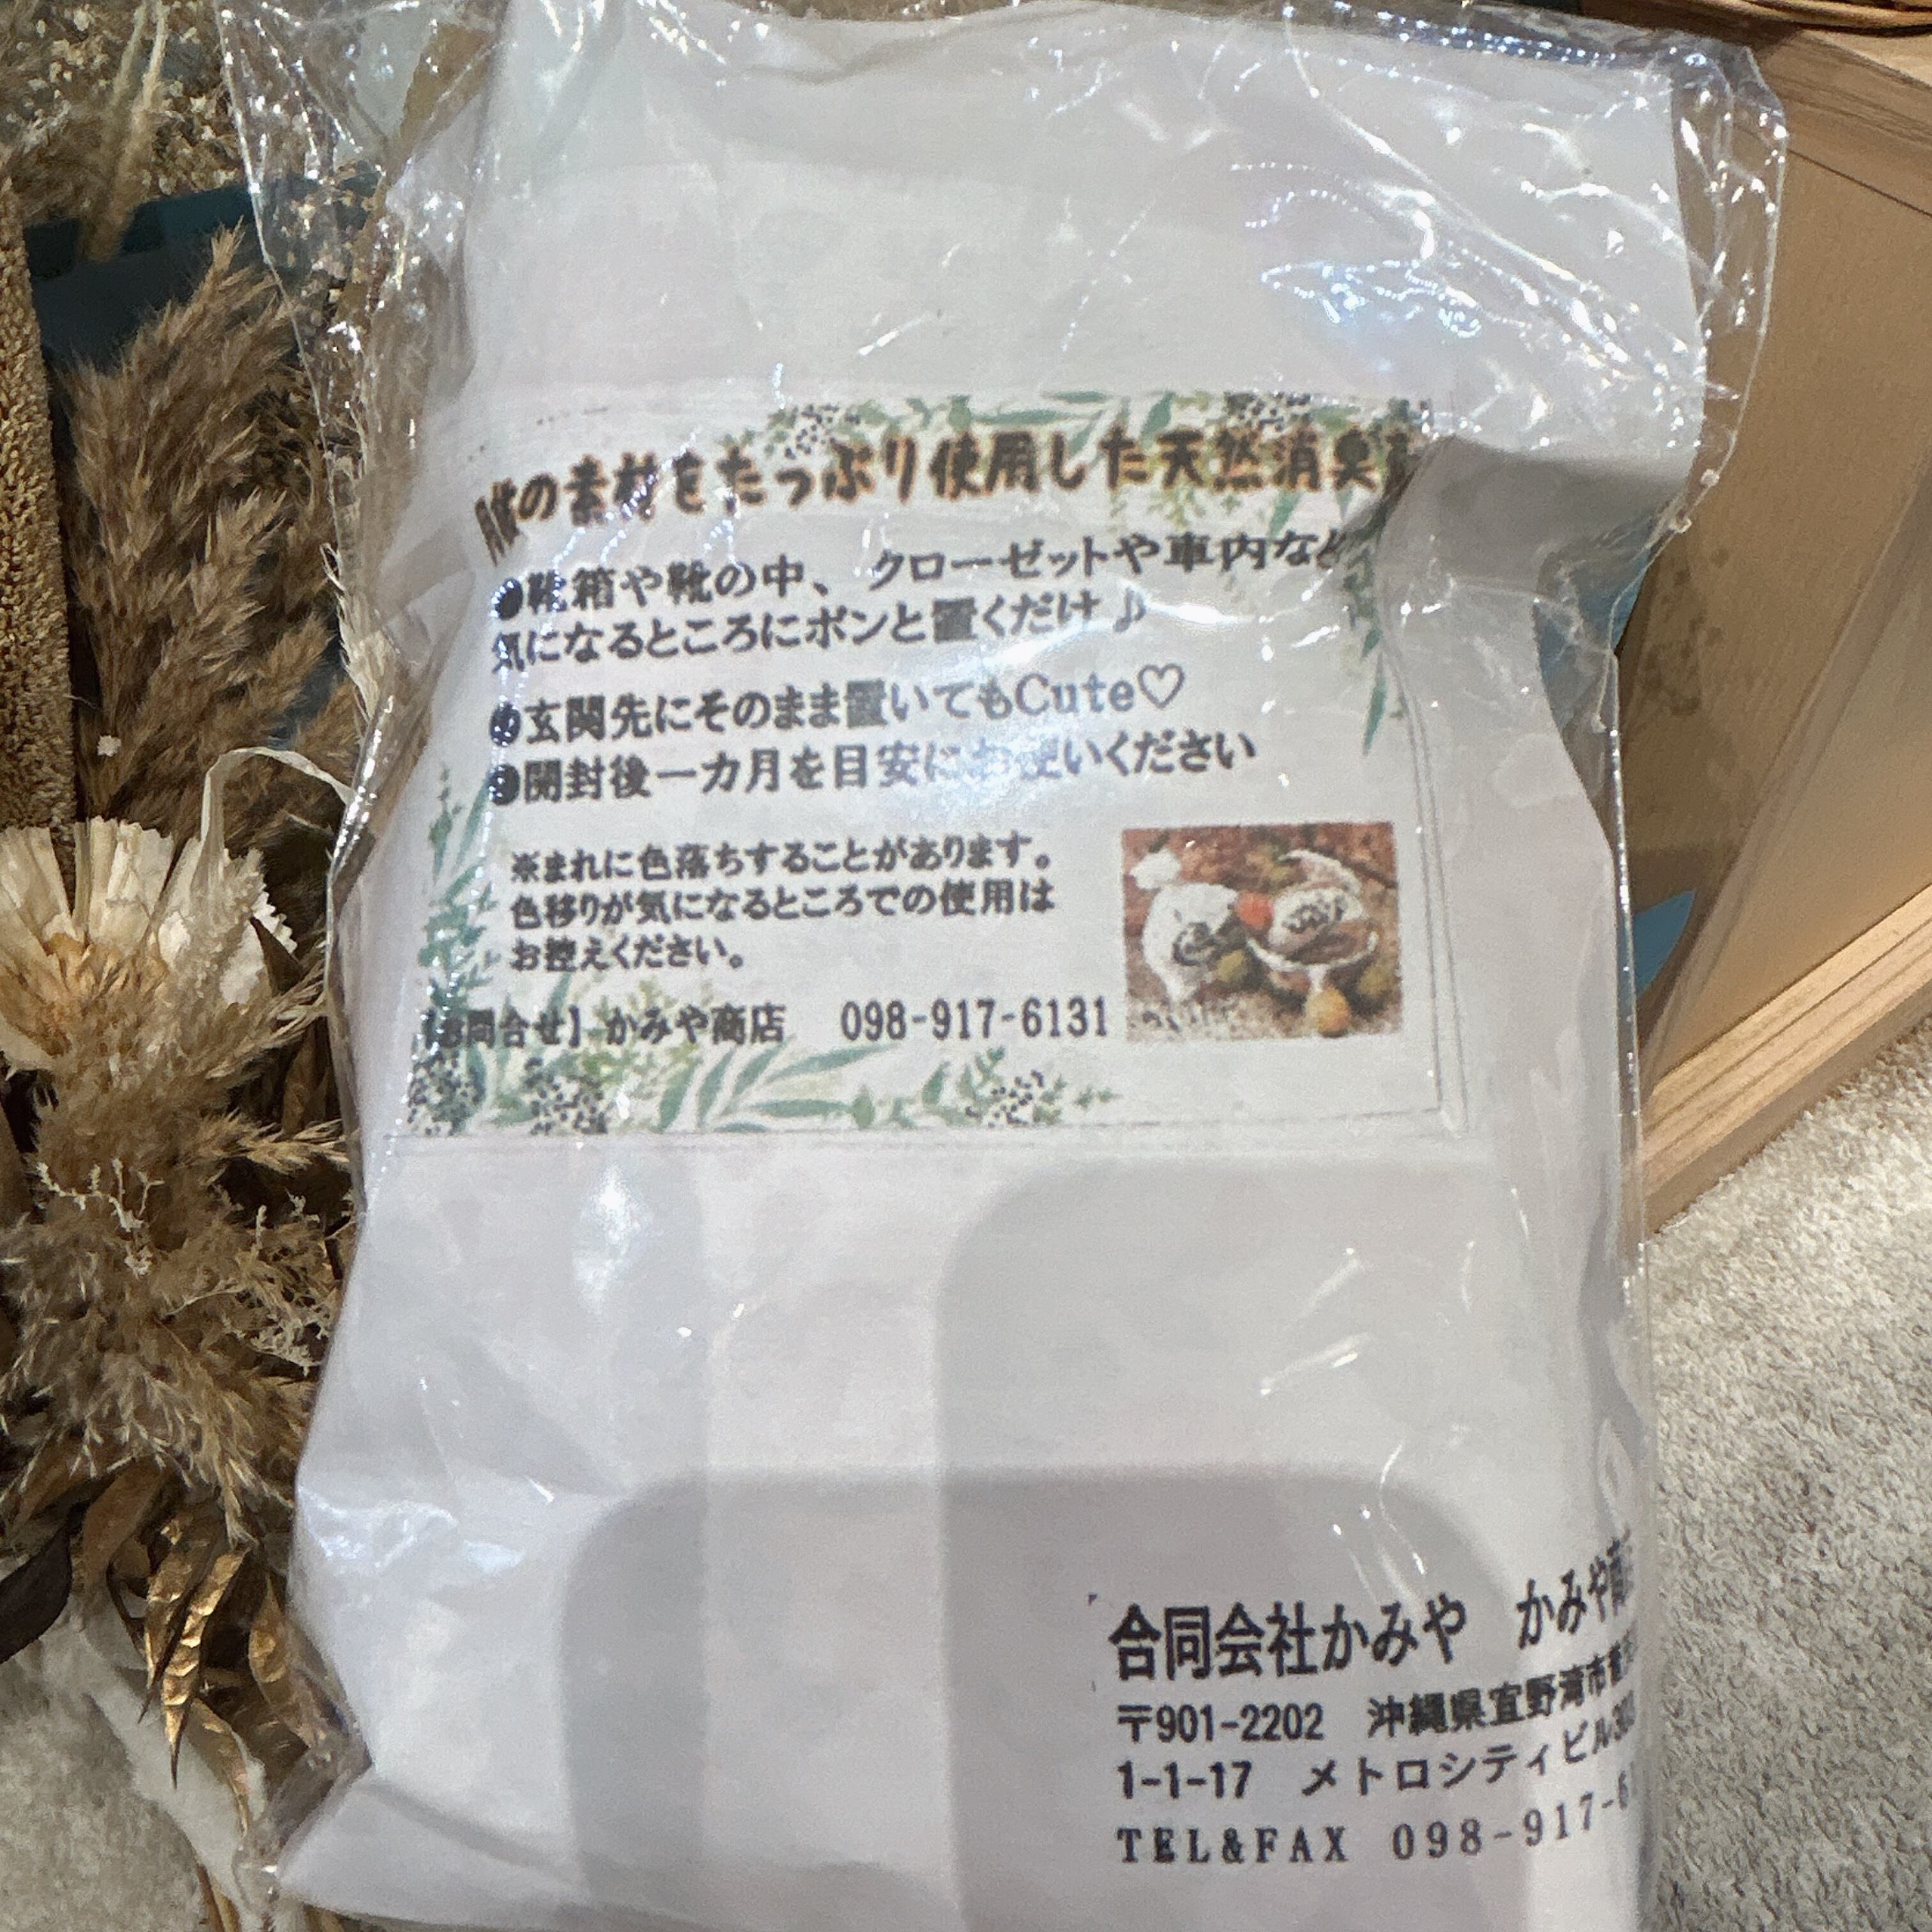 の素材をたっぷり使用した天然消臭
●靴箱や靴の中、クローゼットや車内など
気になるところにポンと置くだけ♪
●玄関先にそのまま置いてもCute♡
●開封後一カ月を目安にお使いください
※まれに色落ちすることがあります。
色移りが気になるところでの使用は
お控えください。
【お問合せ】かみや商店 098-917-6131
合同会社かみや かみや商
〒901-2202 沖縄県宜野湾市
1-1-17 メトロシティビル
TEL&FAX 098-917-6